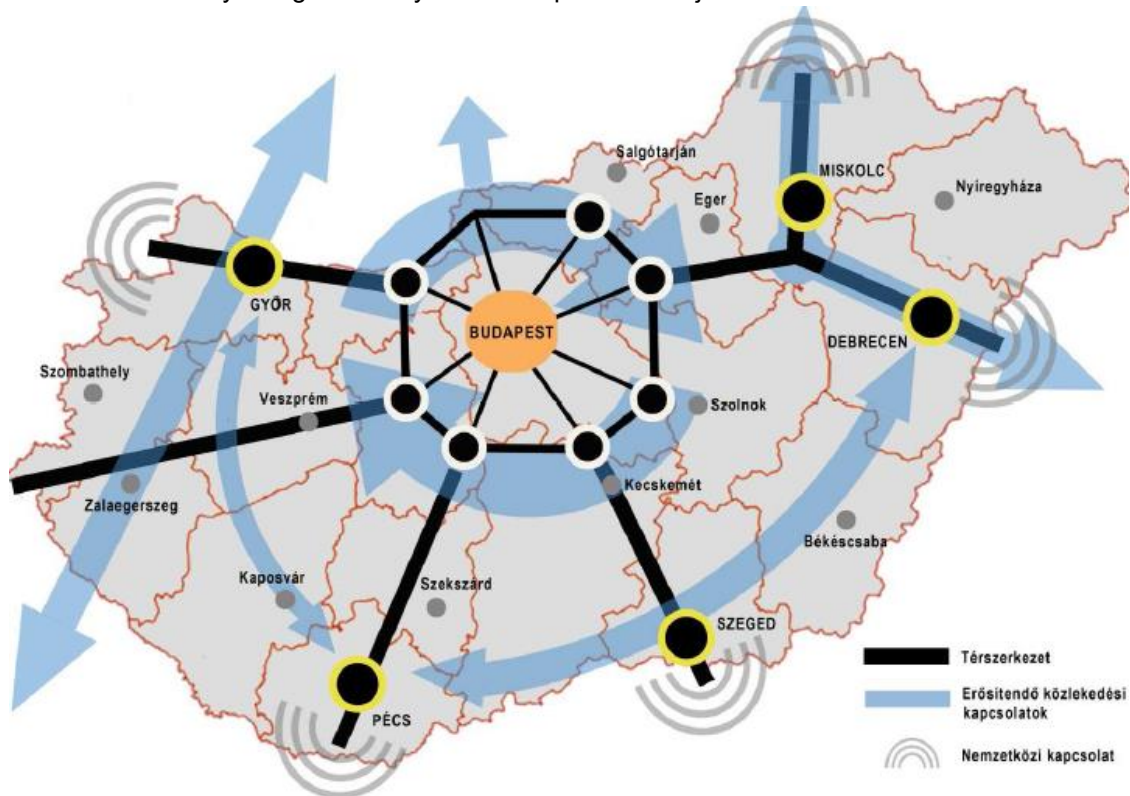 Salgótarján
MISKOLC
Nyíregyháza
Eger
GYŐR
BUDAPEST
DEBRECEN
Szombathely
Veszprém
Szolnok
Zalaegerszeg
Kecskemét
Békéscsaba
Kaposvár
Szekszárd
SZEGED
PÉCS
Térszerkezet
Erősítendő közlekedési
kapcsolatok
Nemzetközi kapcsolat